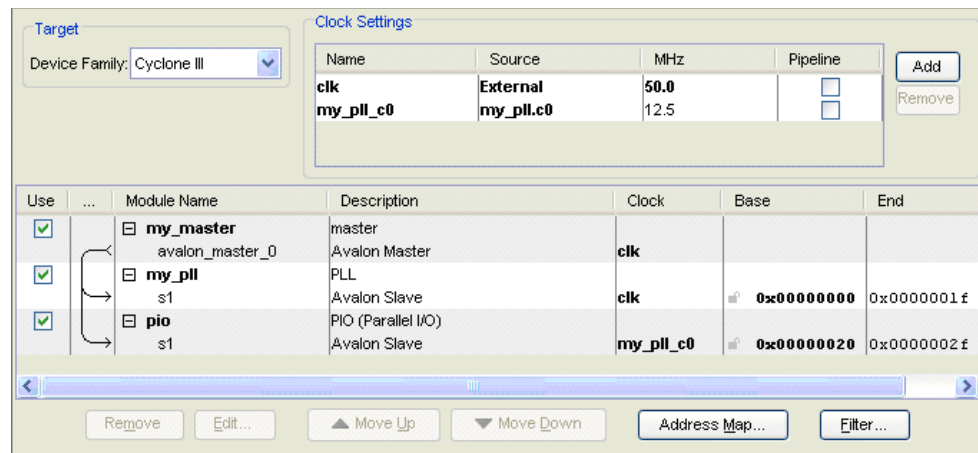 Target
Device Family: Cyclone III
Clock Settings
Name Source MHz Pipeline
clk External 50.0
my_pll_c0 my_pll.c0 12.5
Add
Remove
Use ... Module Name Description Clock Base End
my_master master
avalon_master_0 Avalon Master clk
my_pll PLL
s1 Avalon Slave clk 0x00000000 0x0000001f
pio PIO (Parallel I/O)
s1 Avalon Slave my_pll_c0 0x00000020 0x0000002f
Remove Edit... Move Up Move Down Address Map... Filter...